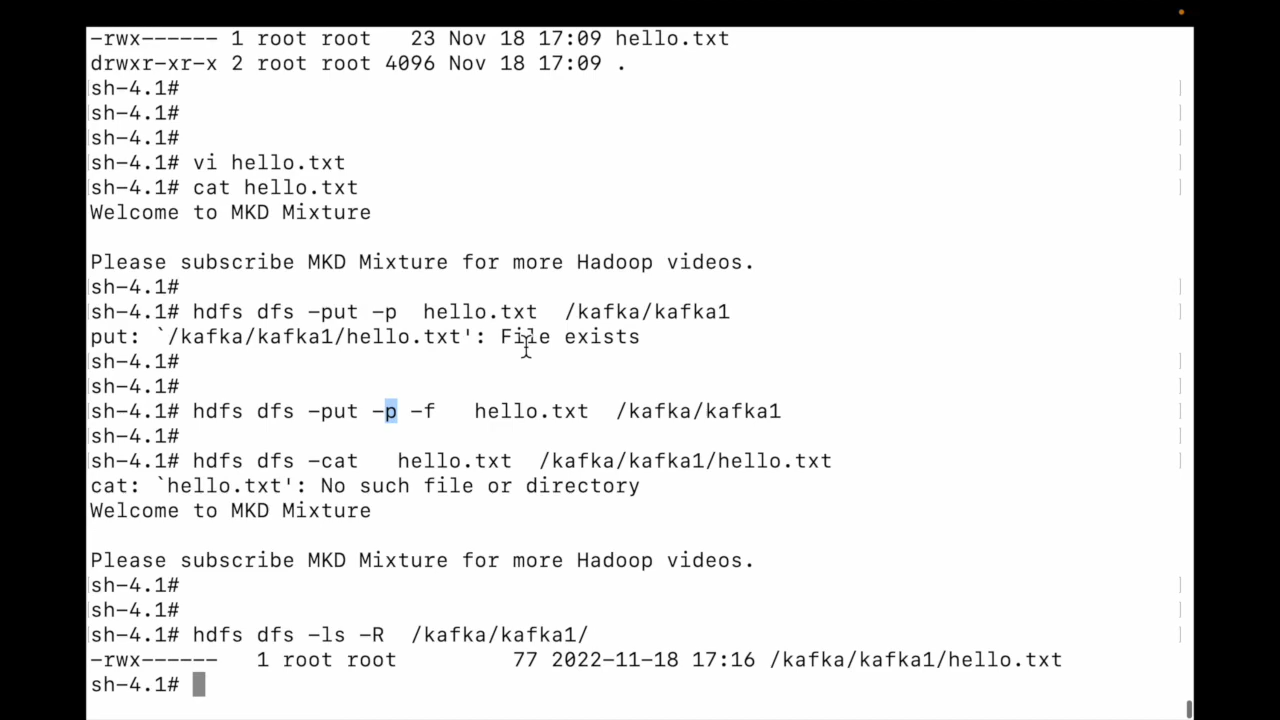 -rwx------ 1 root root   23 Nov 18 17:09 hello.txt
drwxr-xr-x 2 root root 4096 Nov 18 17:09 .
sh-4.1#
sh-4.1#
sh-4.1#
sh-4.1# vi hello.txt
sh-4.1# cat hello.txt
Welcome to MKD Mixture

Please subscribe MKD Mixture for more Hadoop videos.
sh-4.1#
sh-4.1# hdfs dfs -put -p  hello.txt  /kafka/kafka1
put: `/kafka/kafka1/hello.txt': File exists
sh-4.1#
sh-4.1#
sh-4.1# hdfs dfs -put -p -f   hello.txt  /kafka/kafka1
sh-4.1#
sh-4.1# hdfs dfs -cat   hello.txt  /kafka/kafka1/hello.txt
cat: `hello.txt': No such file or directory
Welcome to MKD Mixture

Please subscribe MKD Mixture for more Hadoop videos.
sh-4.1#
sh-4.1#
sh-4.1# hdfs dfs -ls -R  /kafka/kafka1/
-rwx------   1 root root         77 2022-11-18 17:16 /kafka/kafka1/hello.txt
sh-4.1#